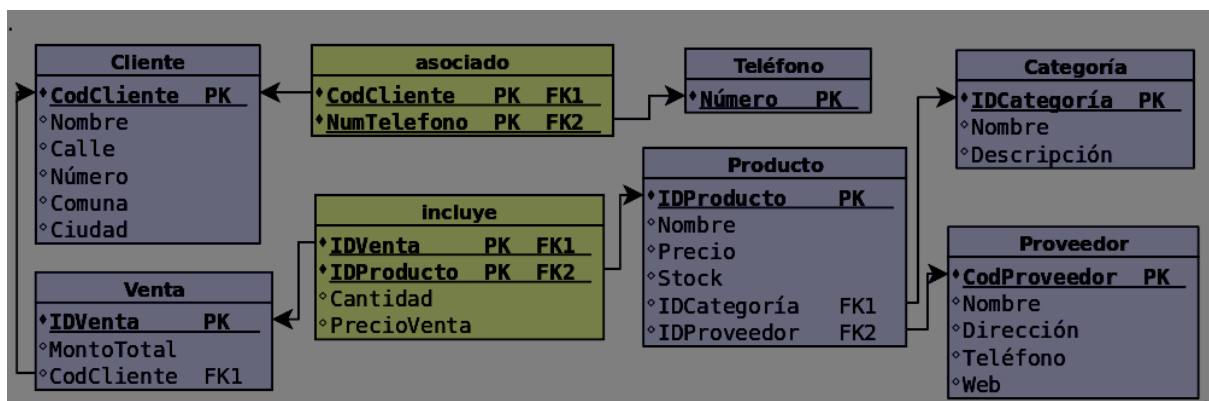 Cliente
CodCliente PK
Nombre
Calle
Número
Comuna
Ciudad
asociado
CodCliente PK FK1
NumTelefono PK FK2
Teléfono
Número PK
Categoría
IDCategoría PK
Nombre
Descripción
Producto
IDProducto PK
Nombre
Precio
Stock
IDCategoría FK1
IDProveedor FK2
incluye
IDVenta PK FK1
IDProducto PK FK2
Cantidad
PrecioVenta
Proveedor
CodProveedor PK
Nombre
Dirección
Teléfono
Web
Venta
IDVenta PK
MontoTotal
CodCliente FK1